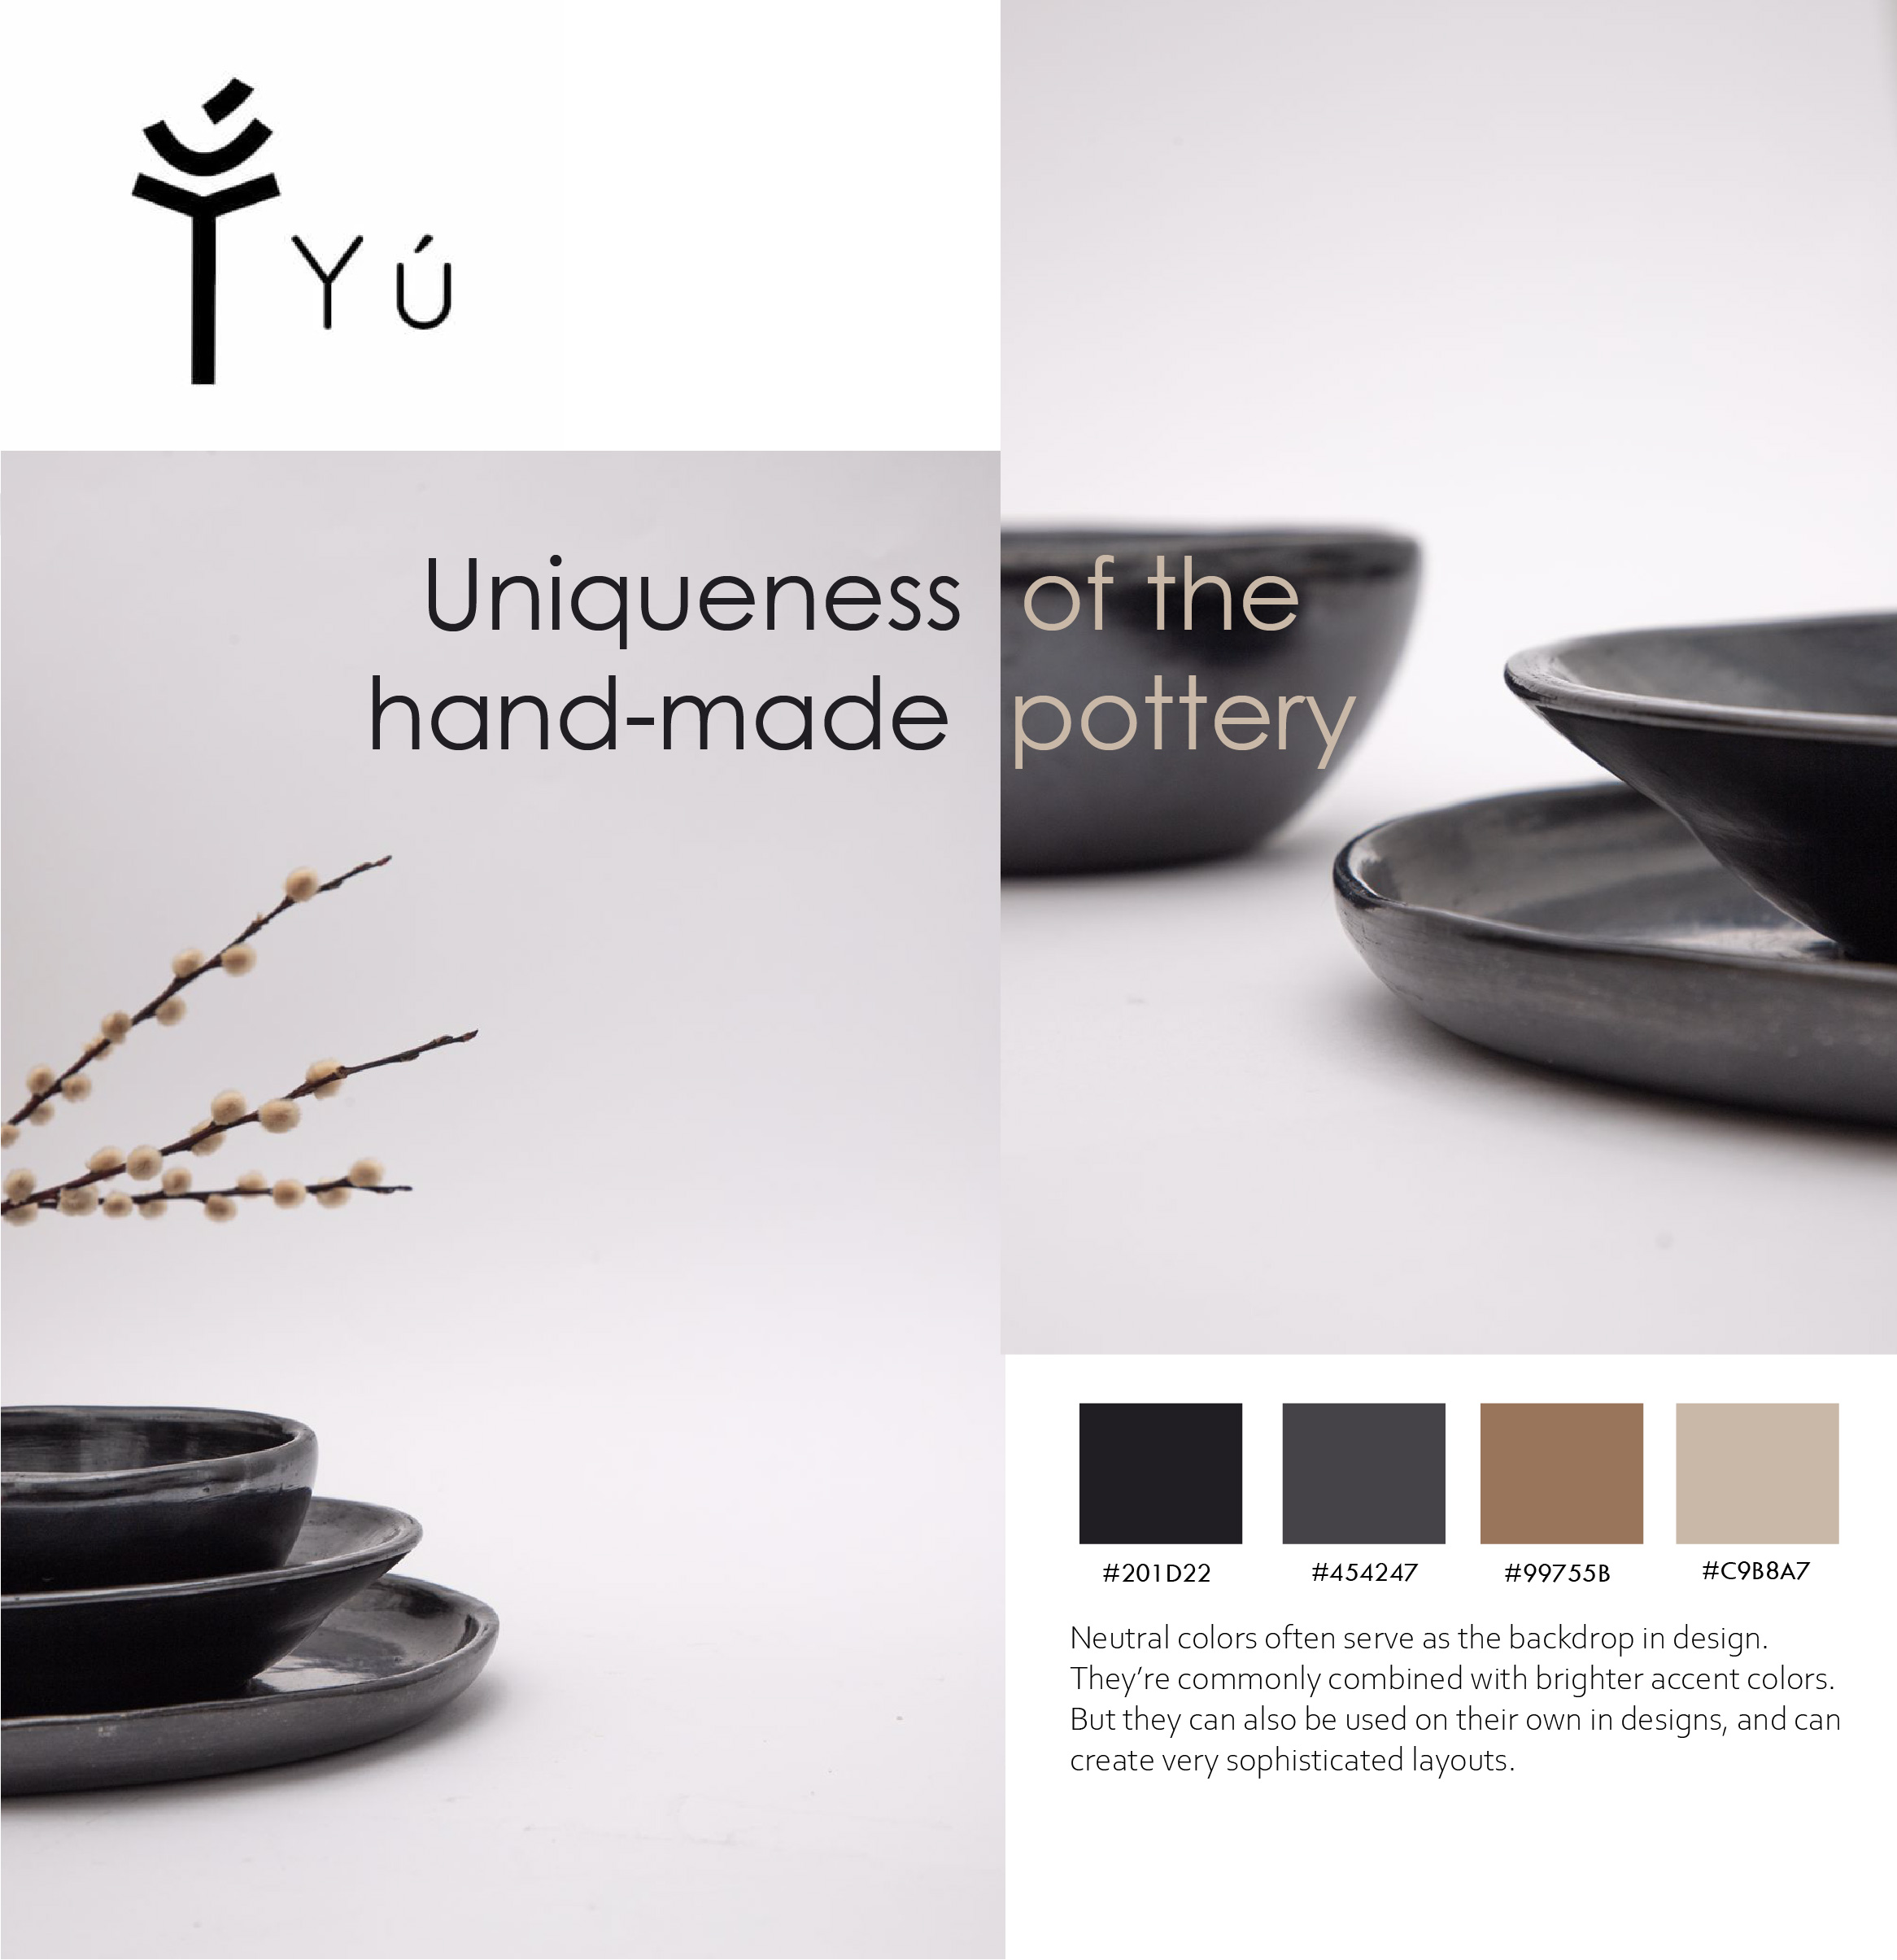 Yú
Uniqueness of the
hand-made pottery
#201D22 #454247 #99755B #C9B8A7
Neutral colors often serve as the backdrop in design.
They’re commonly combined with brighter accent colors.
But they can also be used on their own in designs, and can
create very sophisticated layouts.